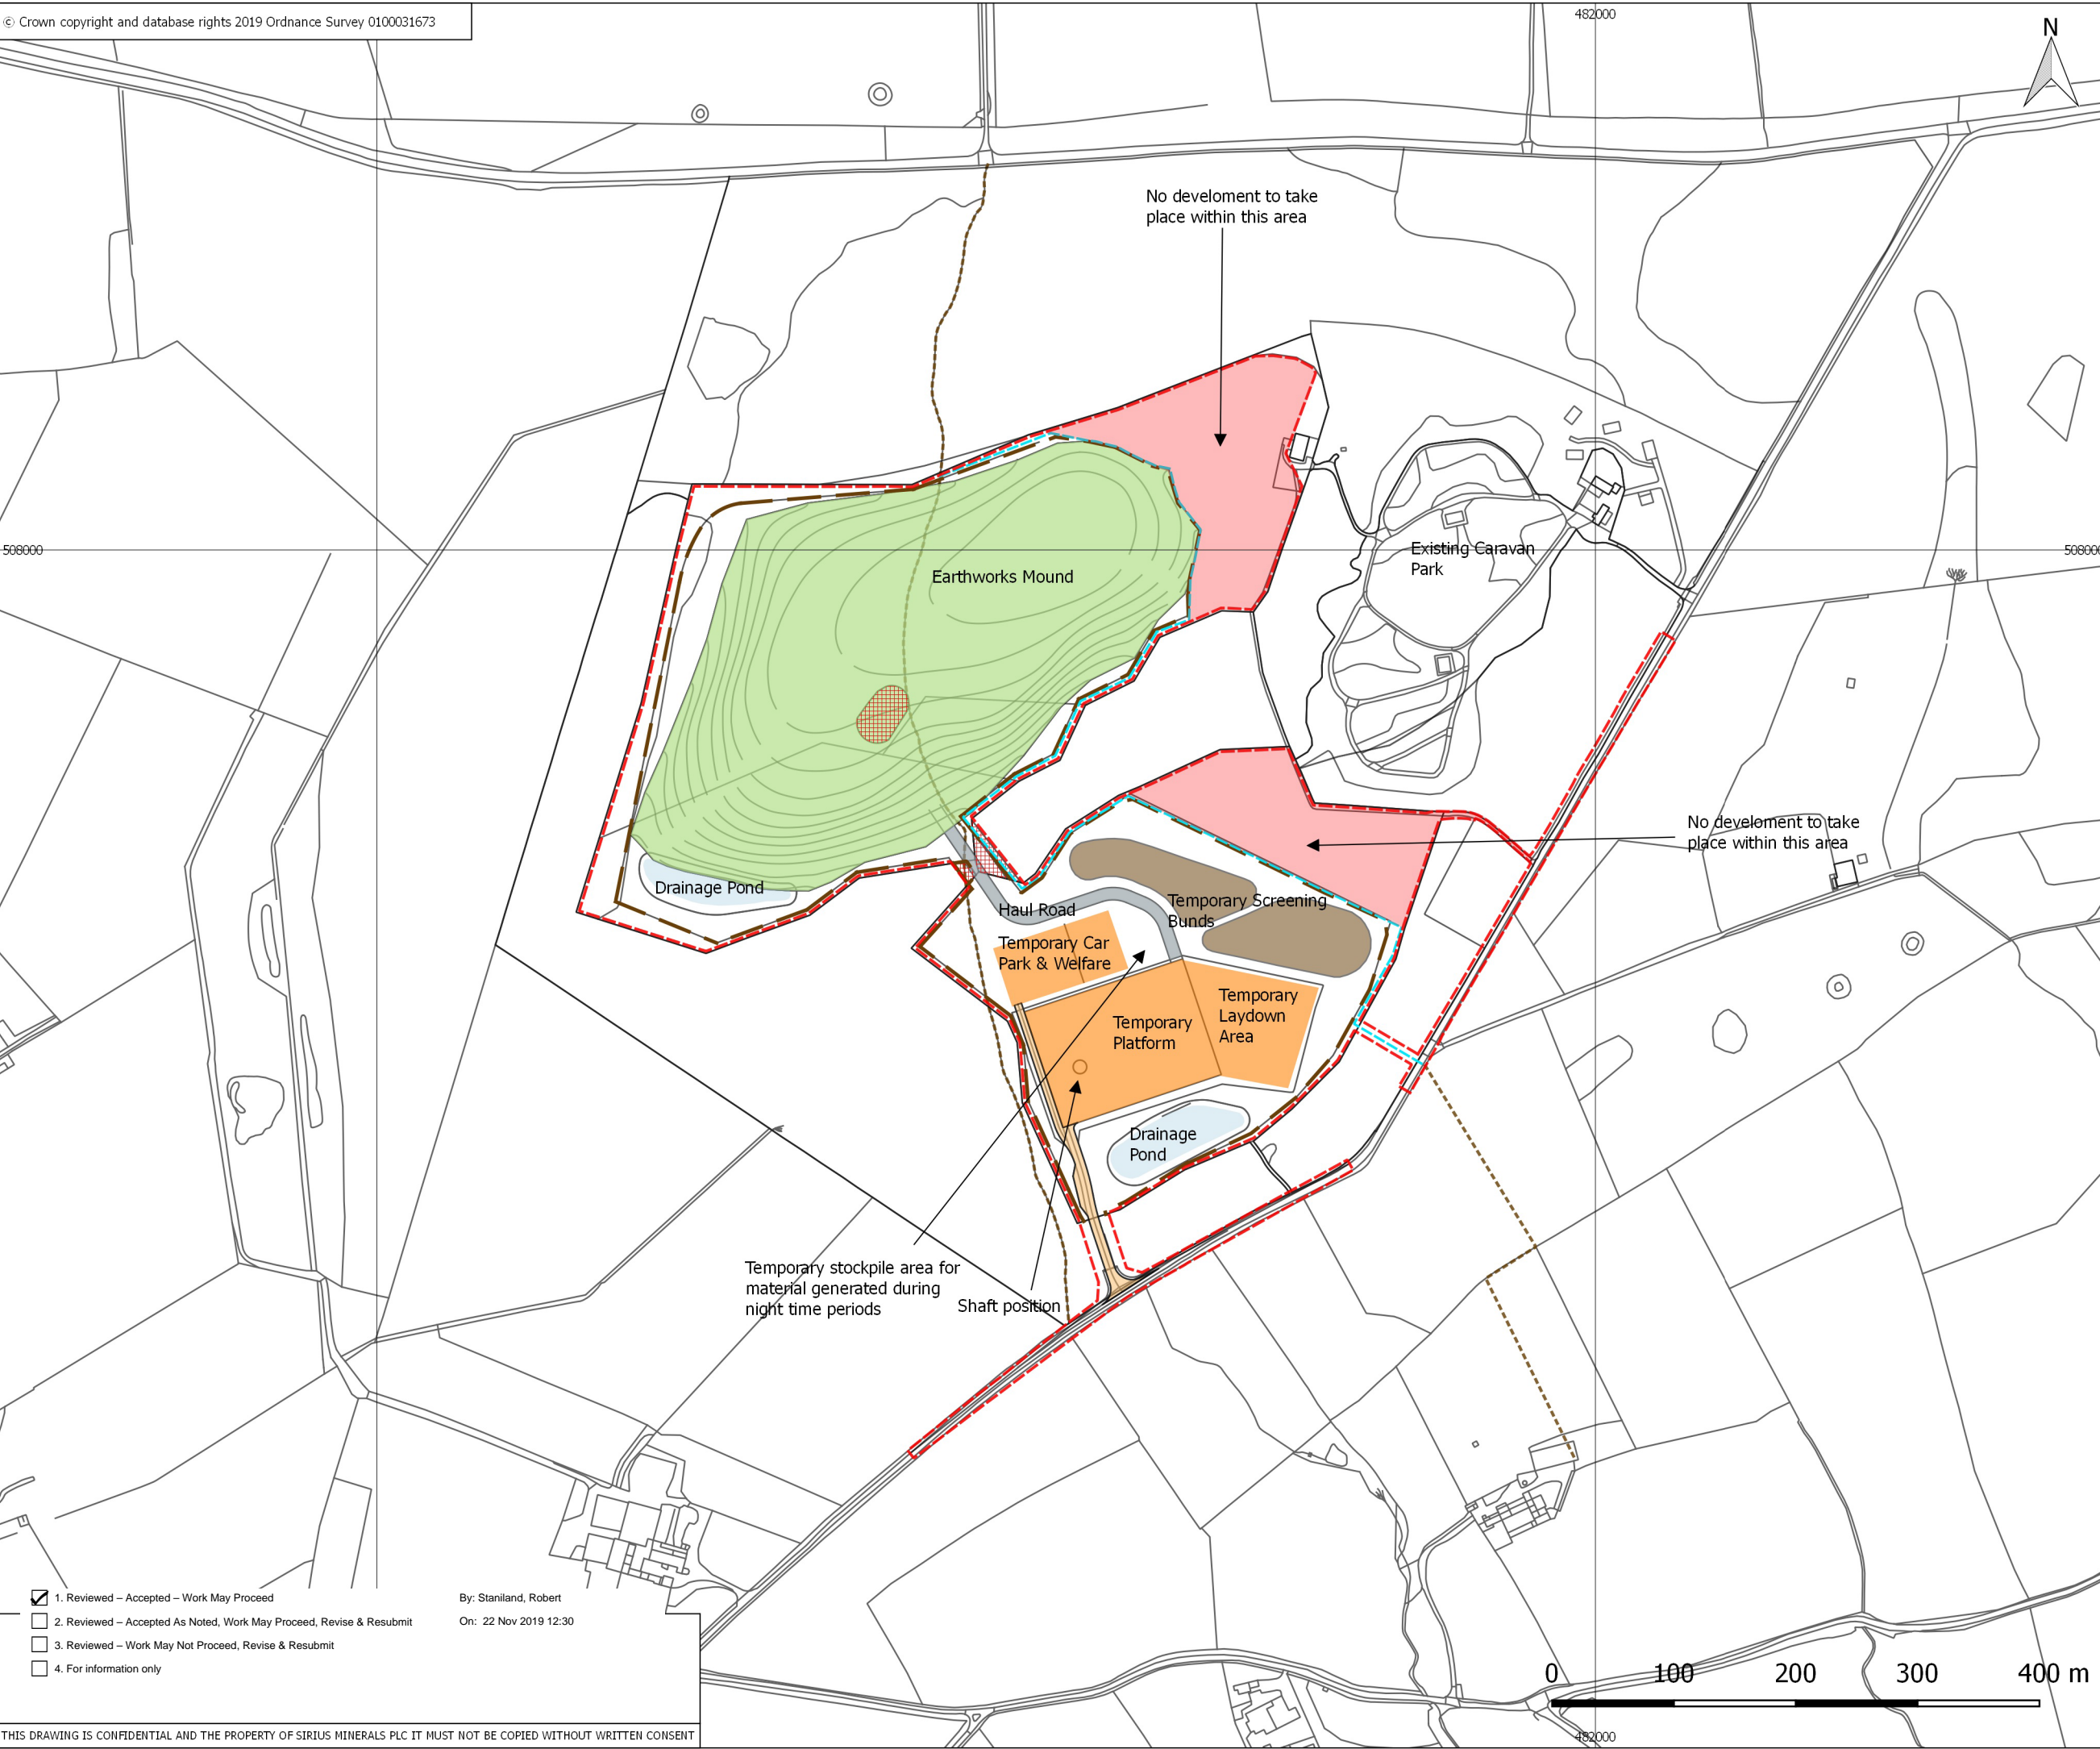 © Crown copyright and database rights 2019 Ordnance Survey 0100031673
482000
N
No develoment to take
place within this area
508000
508000
Existing Caravan
Park
Earthworks Mound
No develoment to take
place within this area
Drainage Pond
Haul Road
Temporary Screening
Bunds
Temporary Car
Park & Welfare
Temporary
Laydown
Area
Temporary
Platform
Drainage
Pond
Temporary stockpile area for
material generated during
night time periods
Shaft position
1. Reviewed – Accepted – Work May Proceed
By: Staniland, Robert
2. Reviewed – Accepted As Noted, Work May Proceed, Revise & Resubmit
On: 22 Nov 2019 12:30
3. Reviewed – Work May Not Proceed, Revise & Resubmit
4. For information only
0 100 200 300 400 m
482000
THIS DRAWING IS CONFIDENTIAL AND THE PROPERTY OF SIRIUS MINERALS PLC IT MUST NOT BE COPIED WITHOUT WRITTEN CONSENT